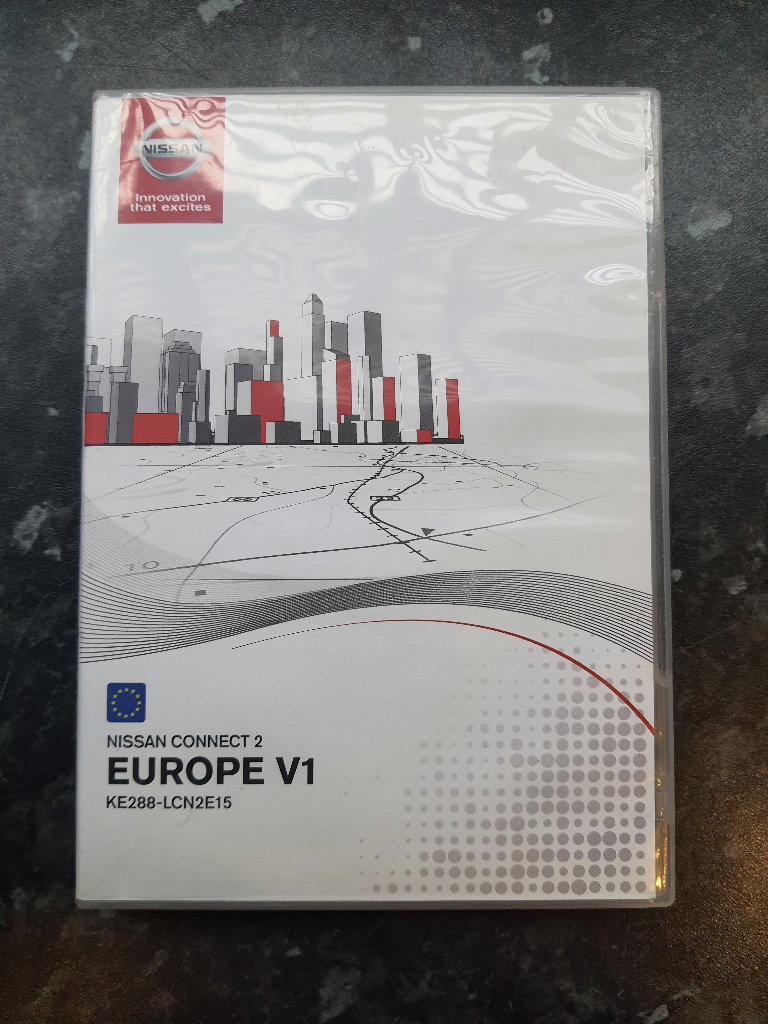 NISSAN
Innovation
that excites
NISSAN CONNECT 2
EUROPE V1
KE288-LCN2E15